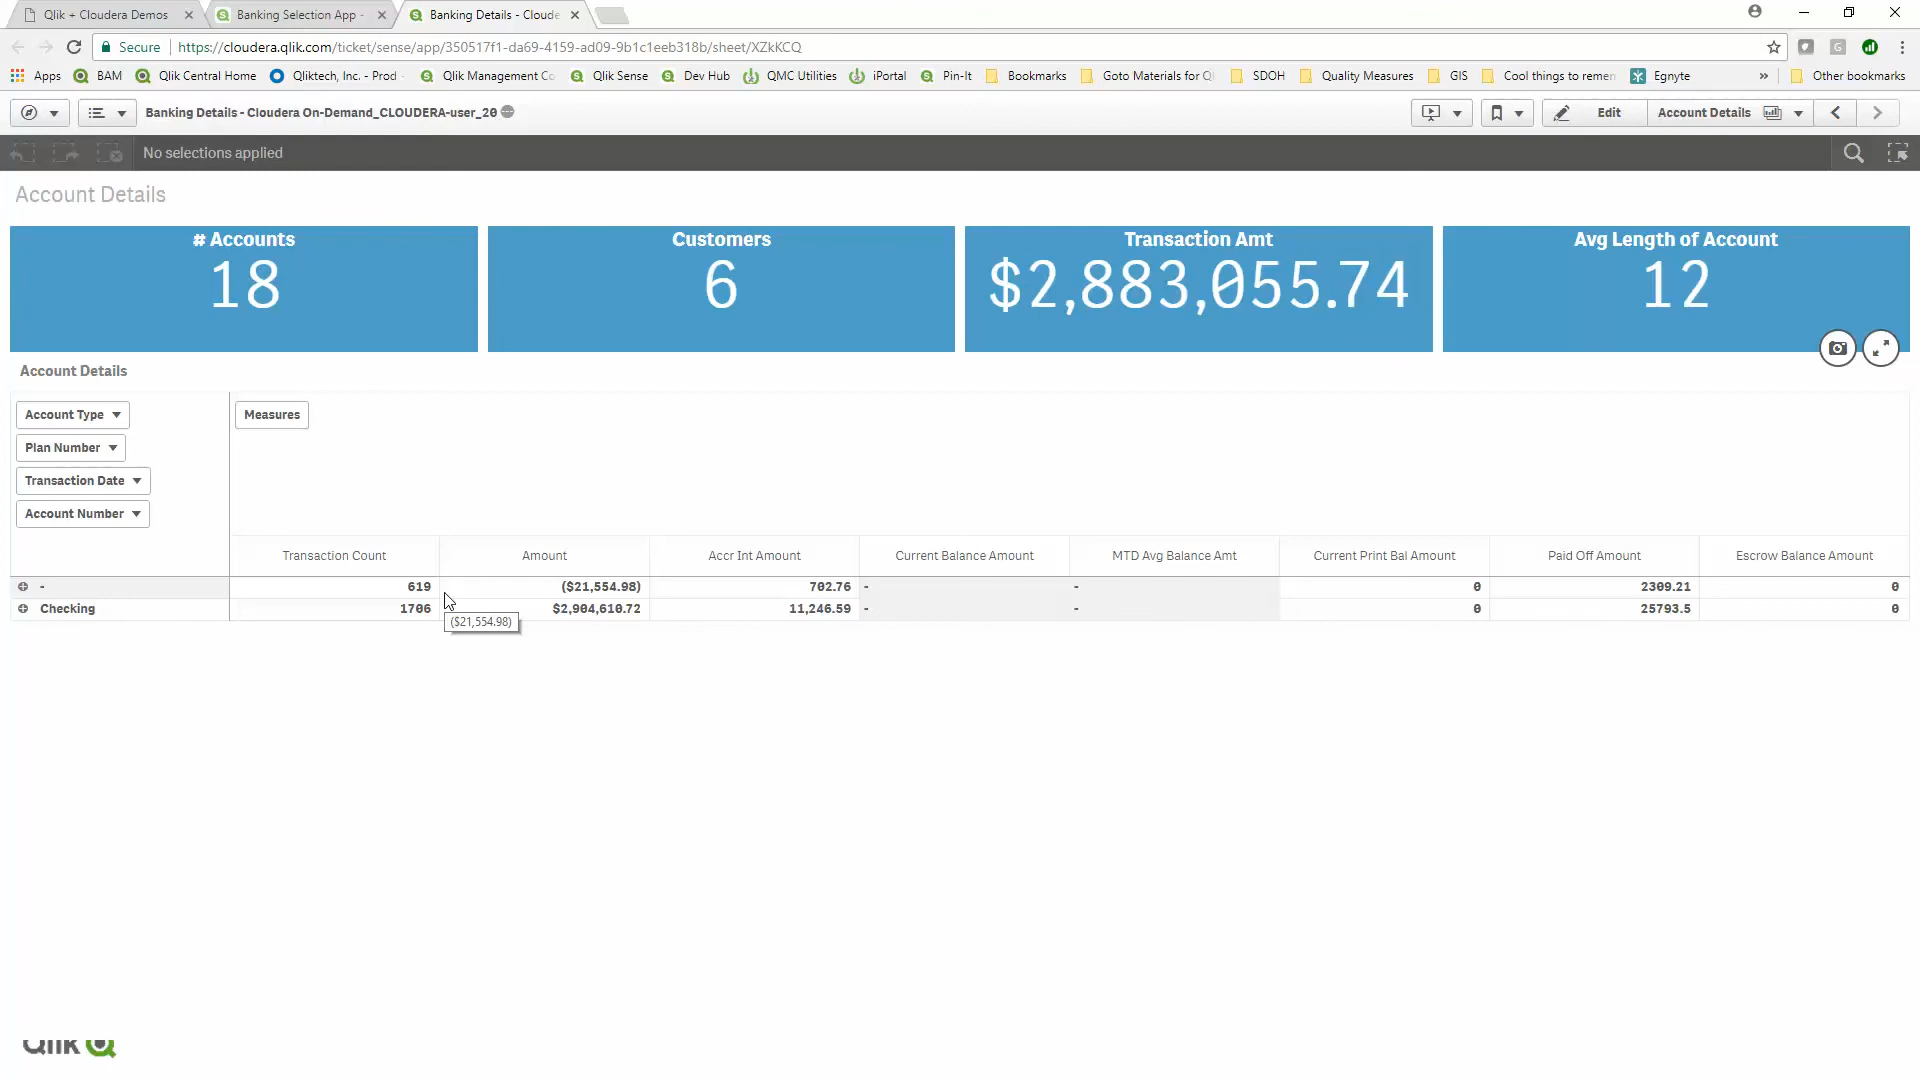 Qlik + Cloudera Demos
Banking Selection App -
Banking Details - Cloude
Secure
https://cloudera.qlik.com/ticket/sense/app/350517f1-da69-4159-ad09-9b1c1eeb318b/sheet/XZkKCQ
Apps BAM Qlik Central Home Qliktech, Inc. - Prod Qlik Management Co Qlik Sense Dev Hub QMC Utilities iPortal Pin-It Bookmarks Goto Materials for Ql SDOH Quality Measures GIS Cool things to remem Egnyte » Other bookmarks
Banking Details - Cloudera On-Demand_CLOUDERA-user_20
Edit
Account Details
No selections applied
Account Details
# Accounts
18
Customers
6
Transaction Amt
$2,883,055.74
Avg Length of Account
12
Account Details
Account Type
Measures
Plan Number
Transaction Date
Account Number
Transaction Count Amount Accr Int Amount Current Balance Amount MTD Avg Balance Amt Current Print Bal Amount Paid Off Amount Escrow Balance Amount
- 619 ($21,554.98) 702.76 - - 0 2309.21 0
Checking 1706 $2,904,610.72 11,246.59 - - 0 25793.5 0
($21,554.98)
Qlik